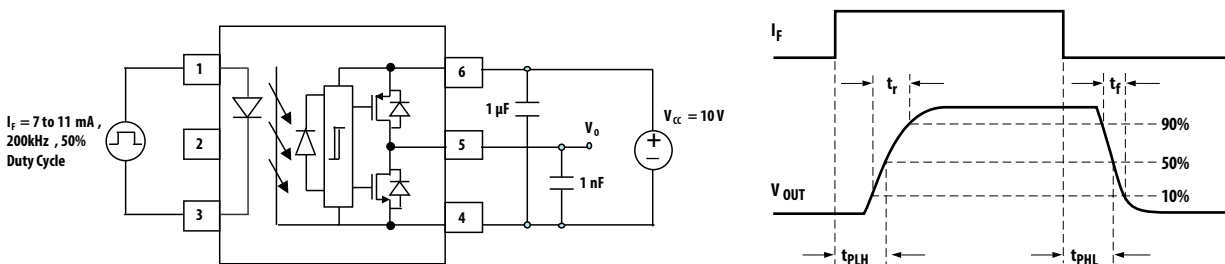 1
2
3
6
5
4
I_F = 7 to 11 mA ,
200kHz , 50%
Duty Cycle
1 µF
V_O
1 nF
V_CC = 10 V
+
−
I_F
t_r
t_f
90%
50%
10%
V_OUT
t_PLH
t_PHL